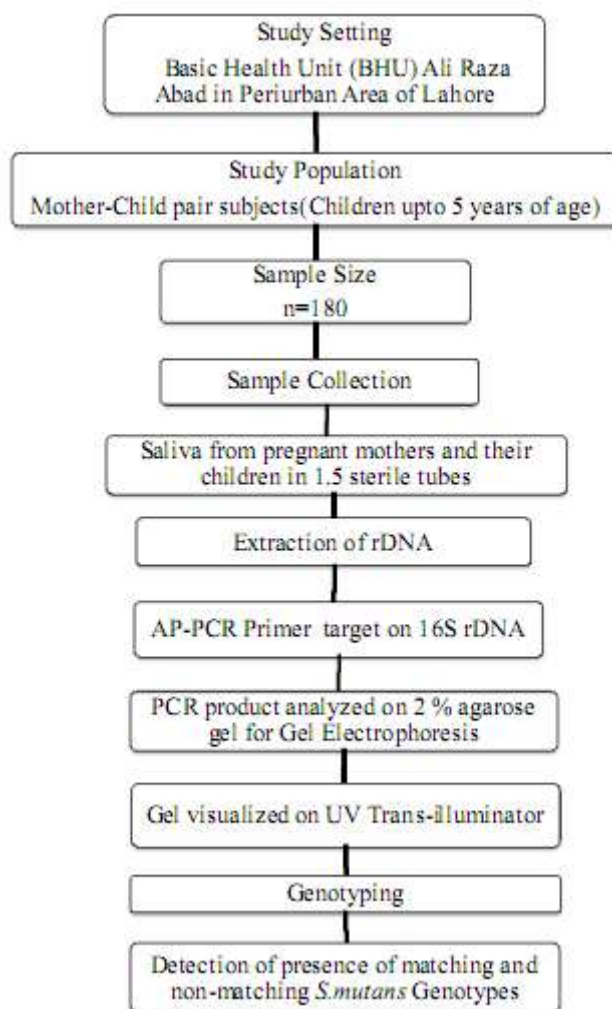 Study Setting
Basic Health Unit (BHU) Ali Raza
Abad in Periurban Area of Lahore
Study Population
Mother-Child pair subjects(Children upto 5 years of age)
Sample Size
n=180
Sample Collection
Saliva from pregnant mothers and their
children in 1.5 sterile tubes
Extraction of rDNA
AP-PCR Primer target on 16S rDNA
PCR product analyzed on 2 % agarose
gel for Gel Electrophoresis
Gel visualized on UV Trans-illuminator
Genotyping
Detection of presence of matching and
non-matching S.mutans Genotypes